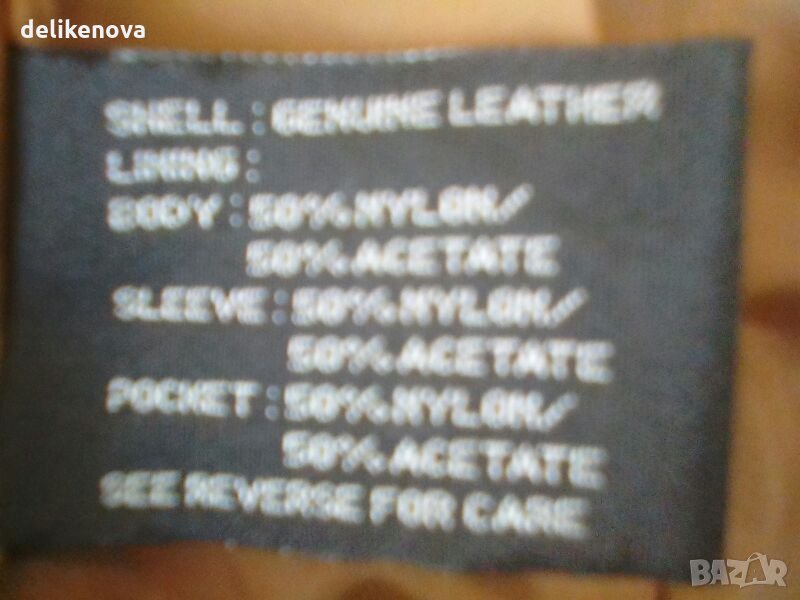 delikenova
SHELL : GENUINE LEATHER
LINING :
BODY : 50% NYLON/
50% ACETATE
SLEEVE : 50% NYLON/
50% ACETATE
POCKET : 50% NYLON/
50% ACETATE
SEE REVERSE FOR CARE
BAZAR